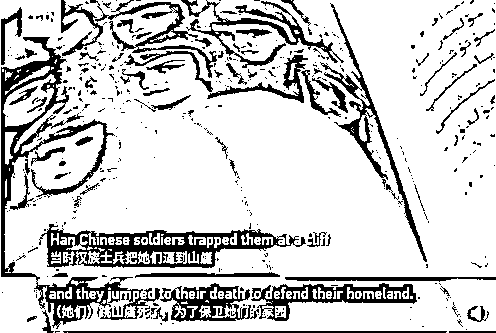 Han Chinese soldiers trapped them at a cliff
当时汉族士兵把她们逼到山崖
and they jumped to their death to defend their homeland.
（她们）跳山崖死了，为了保卫她们的家园